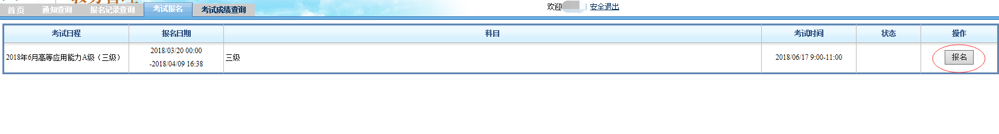 首页 通知查询 报名记录查询 考试报名 考试成绩查询 欢迎 | 安全退出
考试日程 报名日期 科目 考试时间 状态 操作
2018年6月高等应用能力A级（三级） 2018/03/20 00:00 -2018/04/09 16:38 三级 2018/06/17 9:00-11:00 报名